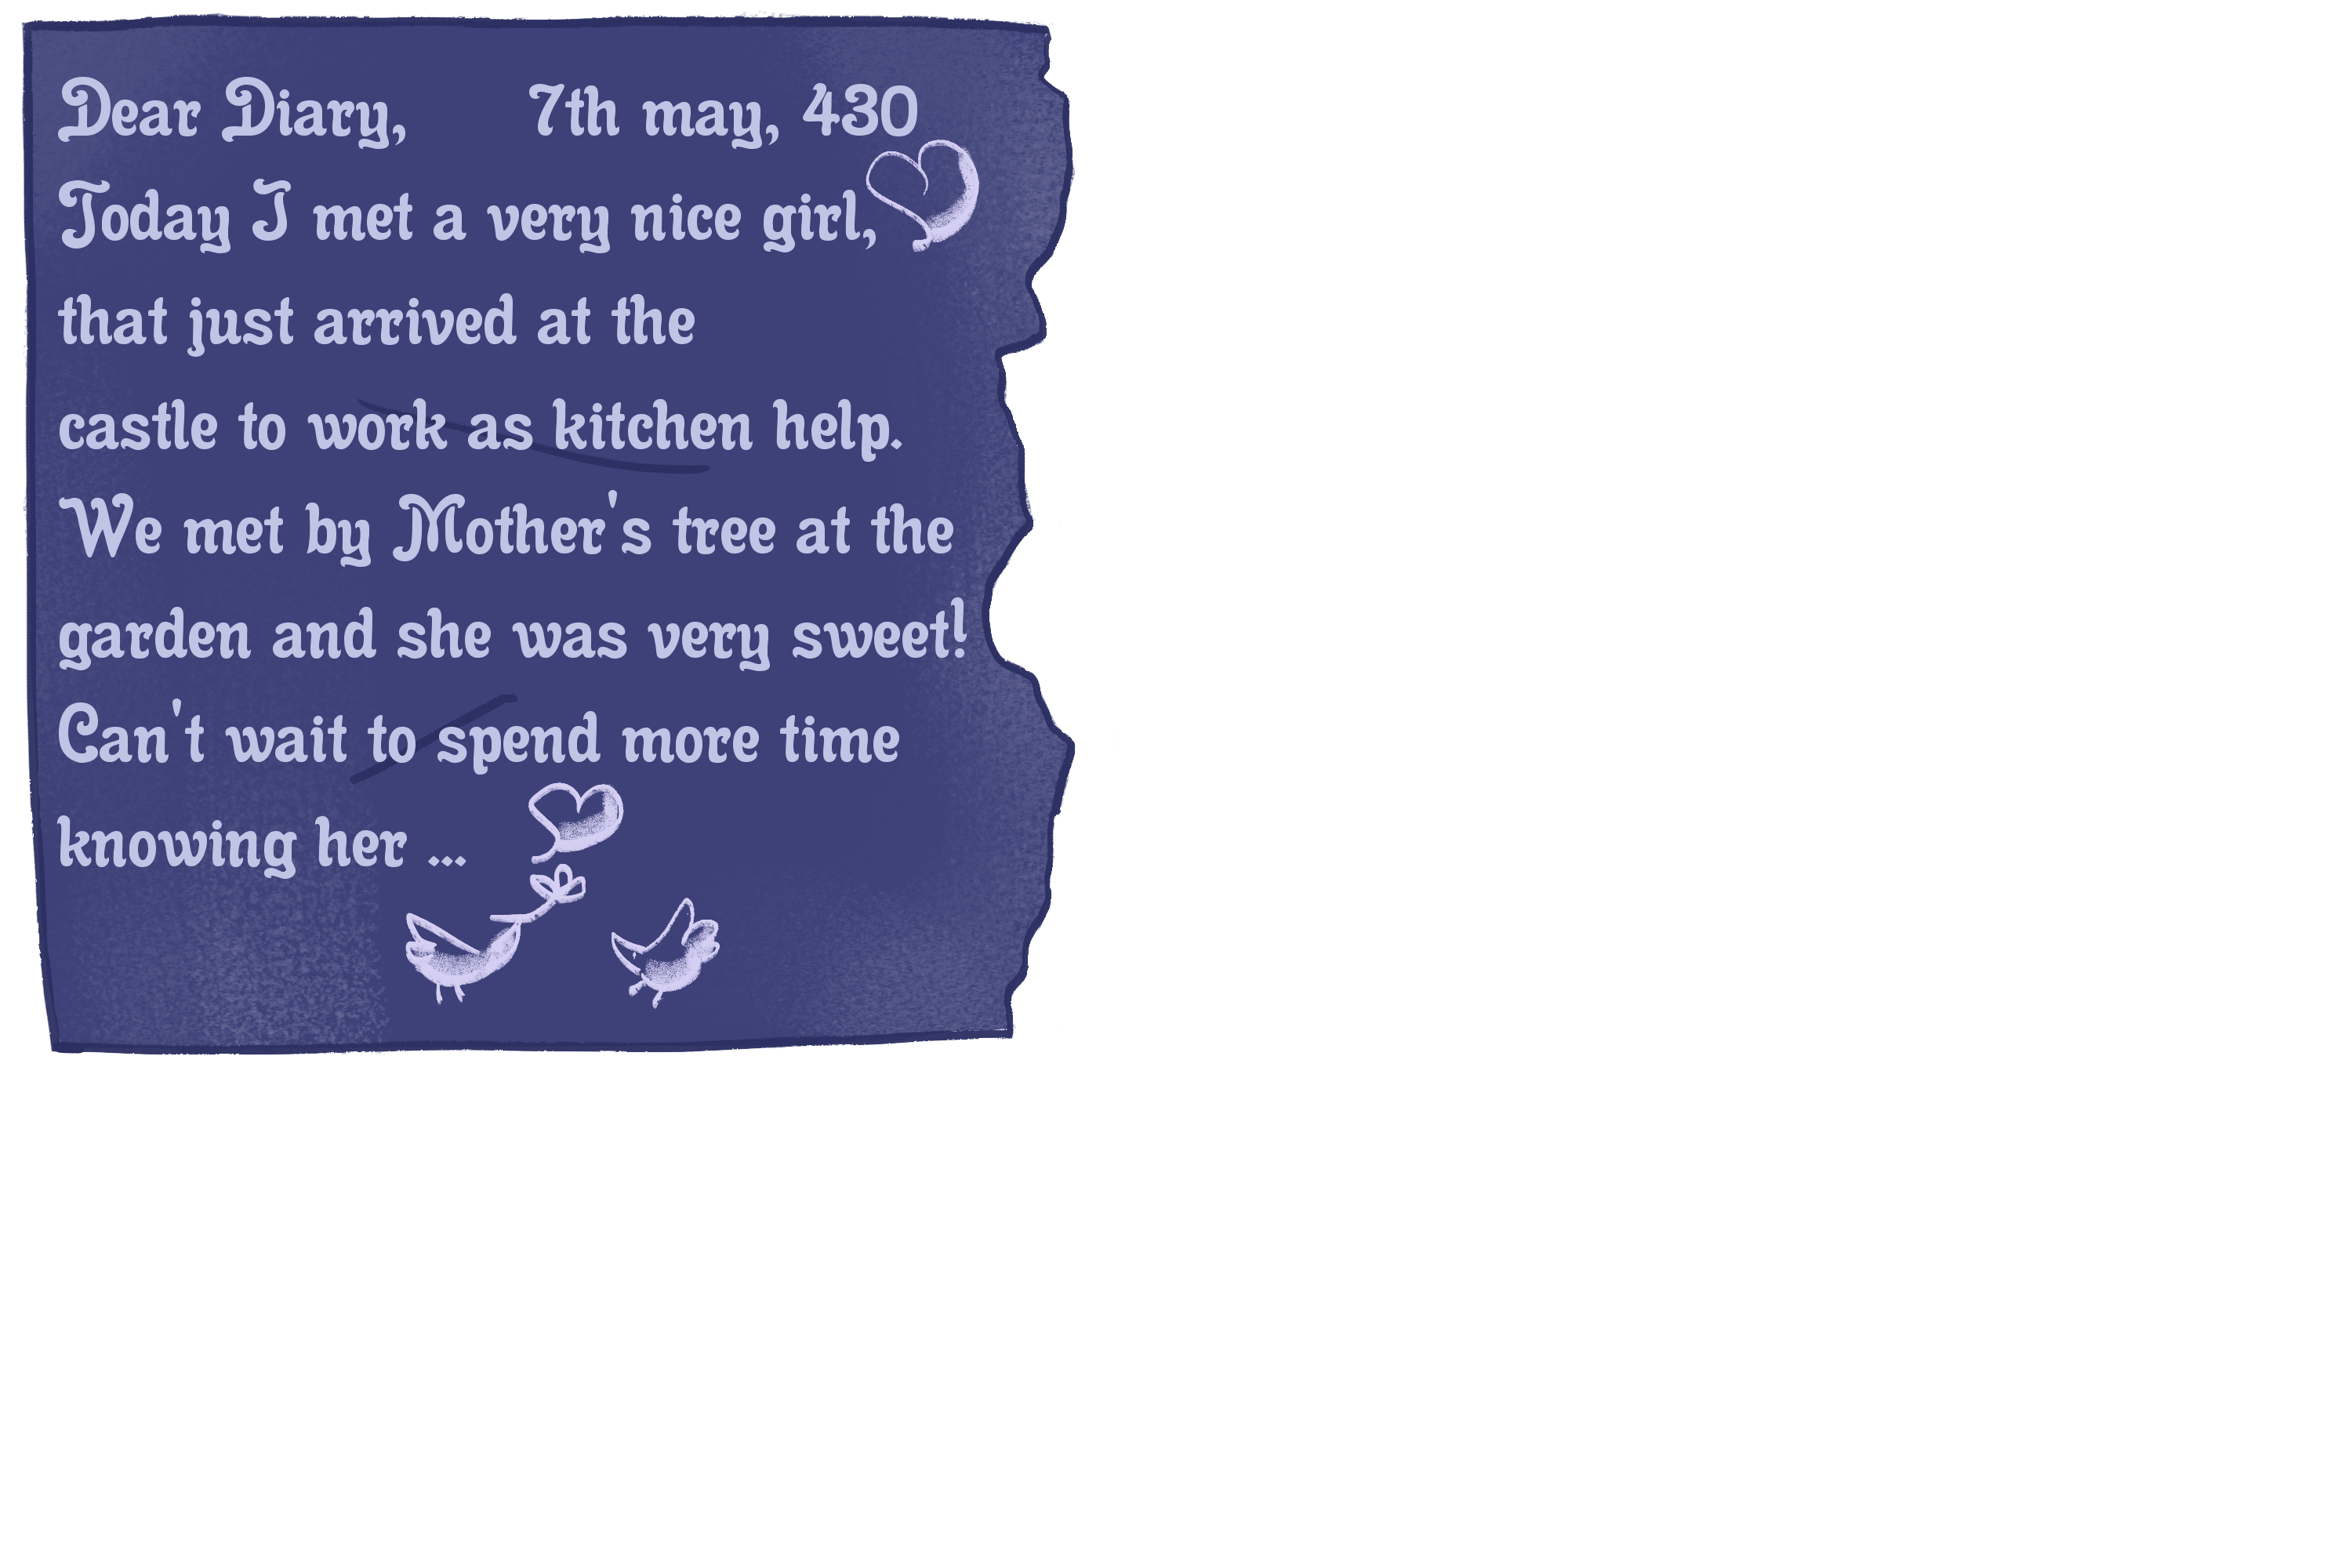 Dear Diary, 7th may, 430
Today I met a very nice girl,
that just arrived at the
castle to work as kitchen help.
We met by Mother's tree at the
garden and she was very sweet!
Can't wait to spend more time
knowing her ...